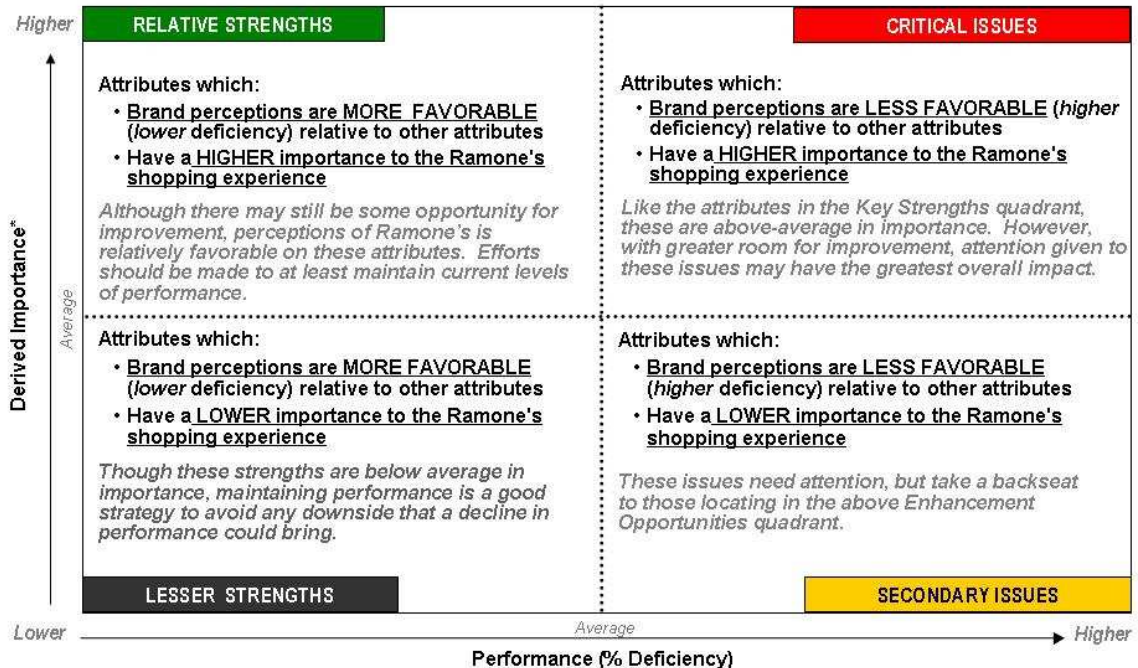 Higher
RELATIVE STRENGTHS
Attributes which:
• Brand perceptions are MORE FAVORABLE
(lower deficiency) relative to other attributes
• Have a HIGHER importance to the Ramone's
shopping experience
Although there may still be some opportunity for
improvement, perceptions of Ramone's is
relatively favorable on these attributes. Efforts
should be made to at least maintain current levels
of performance.
CRITICAL ISSUES
Attributes which:
• Brand perceptions are LESS FAVORABLE (higher
deficiency) relative to other attributes
• Have a HIGHER importance to the Ramone's
shopping experience
Like the attributes in the Key Strengths quadrant,
these are above-average in importance. However,
with greater room for improvement, attention given to
these issues may have the greatest overall impact.
Derived Importance*
Average
Attributes which:
• Brand perceptions are MORE FAVORABLE
(lower deficiency) relative to other attributes
• Have a LOWER importance to the Ramone's
shopping experience
Though these strengths are below average in
importance, maintaining performance is a good
strategy to avoid any downside that a decline in
performance could bring.
LESSER STRENGTHS
Attributes which:
• Brand perceptions are LESS FAVORABLE
(higher deficiency) relative to other attributes
• Have a LOWER importance to the Ramone's
shopping experience
These issues need attention, but take a backseat
to those locating in the above Enhancement
Opportunities quadrant.
SECONDARY ISSUES
Lower
Average
Higher
Performance (% Deficiency)